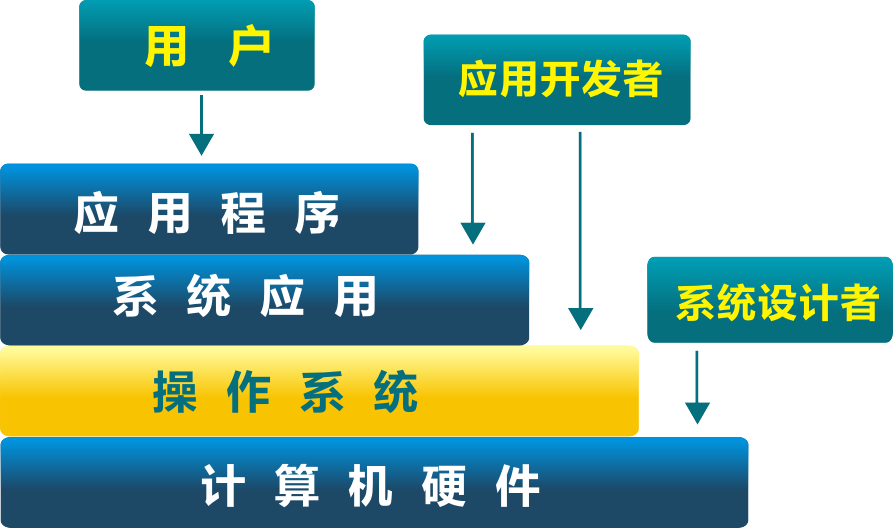 用 户
应用开发者
应 用 程 序
系 统 应 用
系统设计者
操 作 系 统
计 算 机 硬 件